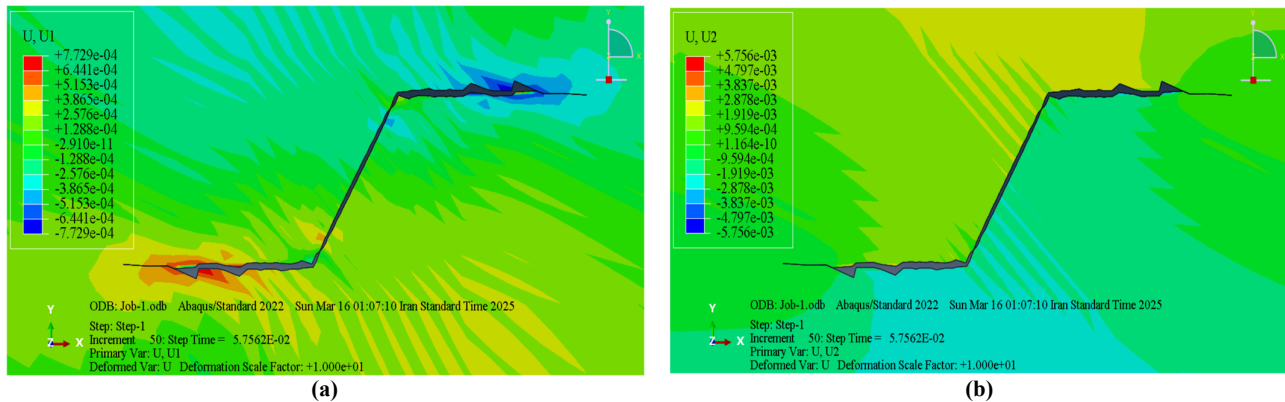 U, U1
+7.729e-04
+6.441e-04
+5.153e-04
+3.865e-04
+2.576e-04
+1.288e-04
-2.910e-11
-1.288e-04
-2.576e-04
-3.865e-04
-5.153e-04
-6.441e-04
-7.729e-04
Y
X
Z
Y
X
Z
ODB: Job-1.odb Abaqus/Standard 2022 Sun Mar 16 01:07:10 Iran Standard Time 2025
Step: Step-1
Increment 50: Step Time = 5.7562E-02
Primary Var: U, U1
Deformed Var: U Deformation Scale Factor: +1.000e+01
(a)
U, U2
+5.756e-03
+4.797e-03
+3.837e-03
+2.878e-03
+1.919e-03
+9.594e-04
+1.164e-10
-9.594e-04
-1.919e-03
-2.878e-03
-3.837e-03
-4.797e-03
-5.756e-03
Y
X
Z
Y
X
Z
ODB: Job-1.odb Abaqus/Standard 2022 Sun Mar 16 01:07:10 Iran Standard Time 2025
Step: Step-1
Increment 50: Step Time = 5.7562E-02
Primary Var: U, U2
Deformed Var: U Deformation Scale Factor: +1.000e+01
(b)